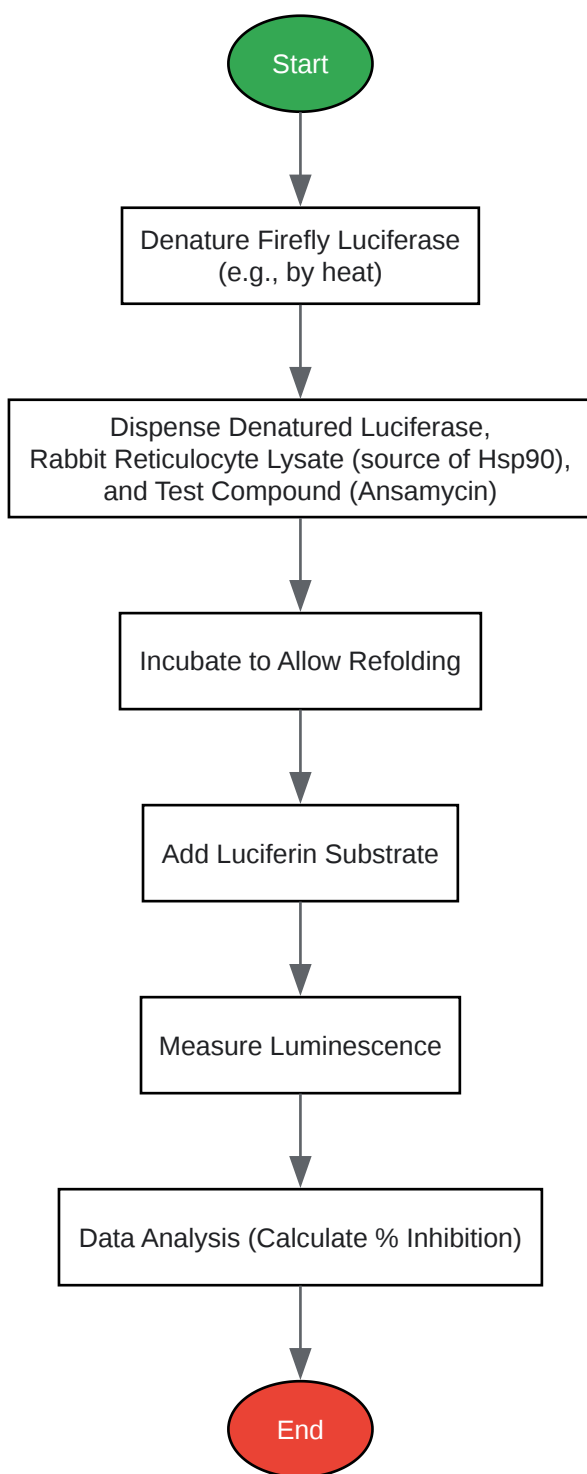 Start
Denature Firefly Luciferase
(e.g., by heat)
Dispense Denatured Luciferase,
Rabbit Reticulocyte Lysate (source of Hsp90),
and Test Compound (Ansamycin)
Incubate to Allow Refolding
Add Luciferin Substrate
Measure Luminescence
Data Analysis (Calculate % Inhibition)
End